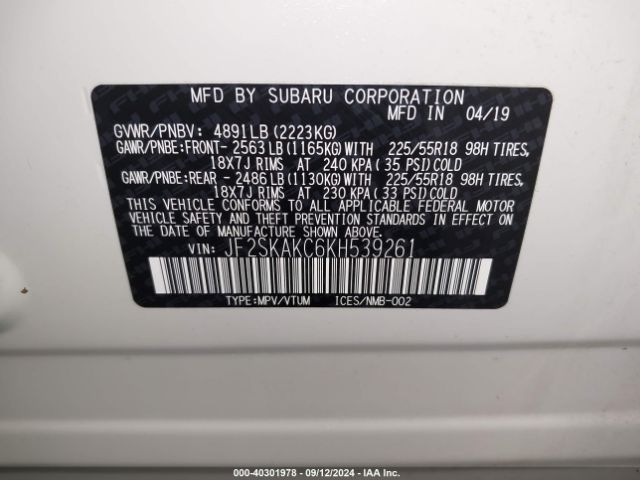 MFD BY SUBARU CORPORATION
MFD IN 04/19
GVWR/PNBV: 4891LB(2223KG)
GAWR/PNBE:FRONT- 2563LB(1165KG)WITH 225/55R18 98H TIRES,
18X7J RIMS AT 240 KPA(35 PSI)COLD
GAWR/PNBE:REAR - 2486LB(1130KG)WITH 225/55R18 98H TIRES,
18X7J RIMS AT 230 KPA(33 PSI)COLD
THIS VEHICLE CONFORMS TO ALL APPLICABLE FEDERAL MOTOR
VEHICLE SAFETY AND THEFT PREVENTION STANDARDS IN EFFECT
ON THE DATE OF MANUFACTURE SHOWN ABOVE.
VIN: JF2SKAKC6KH539261
TYPE:MPV/VTUM ICES/NMB-002
000-40301978 - 09/12/2024 - IAA Inc.